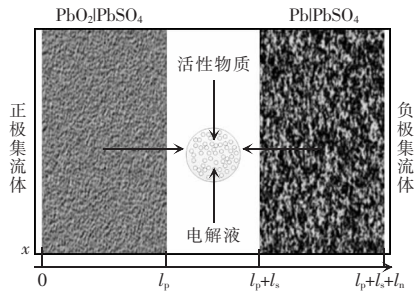 PbO₂|PbSO₄
Pb|PbSO₄
活性物质
正极集流体
负极集流体
电解液
x
0
lₚ
lₚ+lₛ
lₚ+lₛ+lₙ